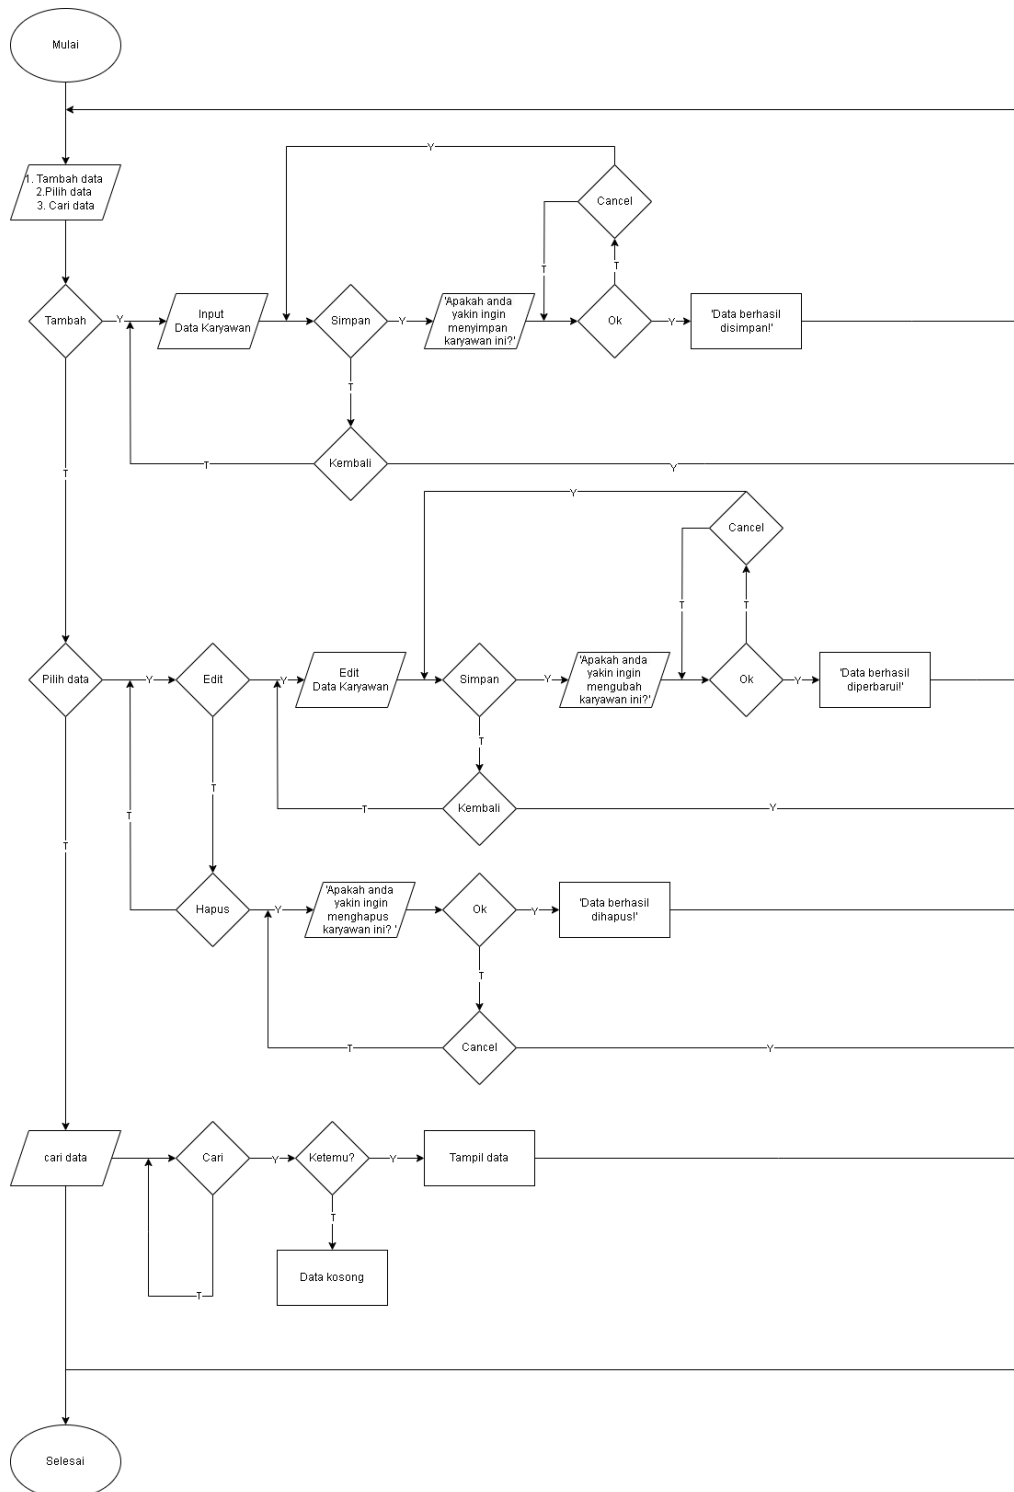 Mulai
1. Tambah data
2.Pilih data
3. Cari data
Y
Cancel
T
T
Tambah
Y
Input
Data Karyawan
Simpan
Y
'Apakah anda
yakin ingin
menyimpan
karyawan ini?'
Ok
Y
'Data berhasil
disimpan!'
T
T
Kembali
T
Y
Y
Cancel
T
T
Pilih data
Y
Edit
Y
Edit
Data Karyawan
Simpan
Y
'Apakah anda
yakin ingin
mengubah
karyawan ini?'
Ok
Y
'Data berhasil
diperbarui!'
T
T
T
T
Kembali
Y
T
T
Hapus
Y
'Apakah anda
yakin ingin
menghapus
karyawan ini? '
Ok
Y
'Data berhasil
dihapus!'
T
T
Cancel
Y
cari data
Cari
Y
Ketemu?
Y
Tampil data
T
Data kosong
T
Selesai